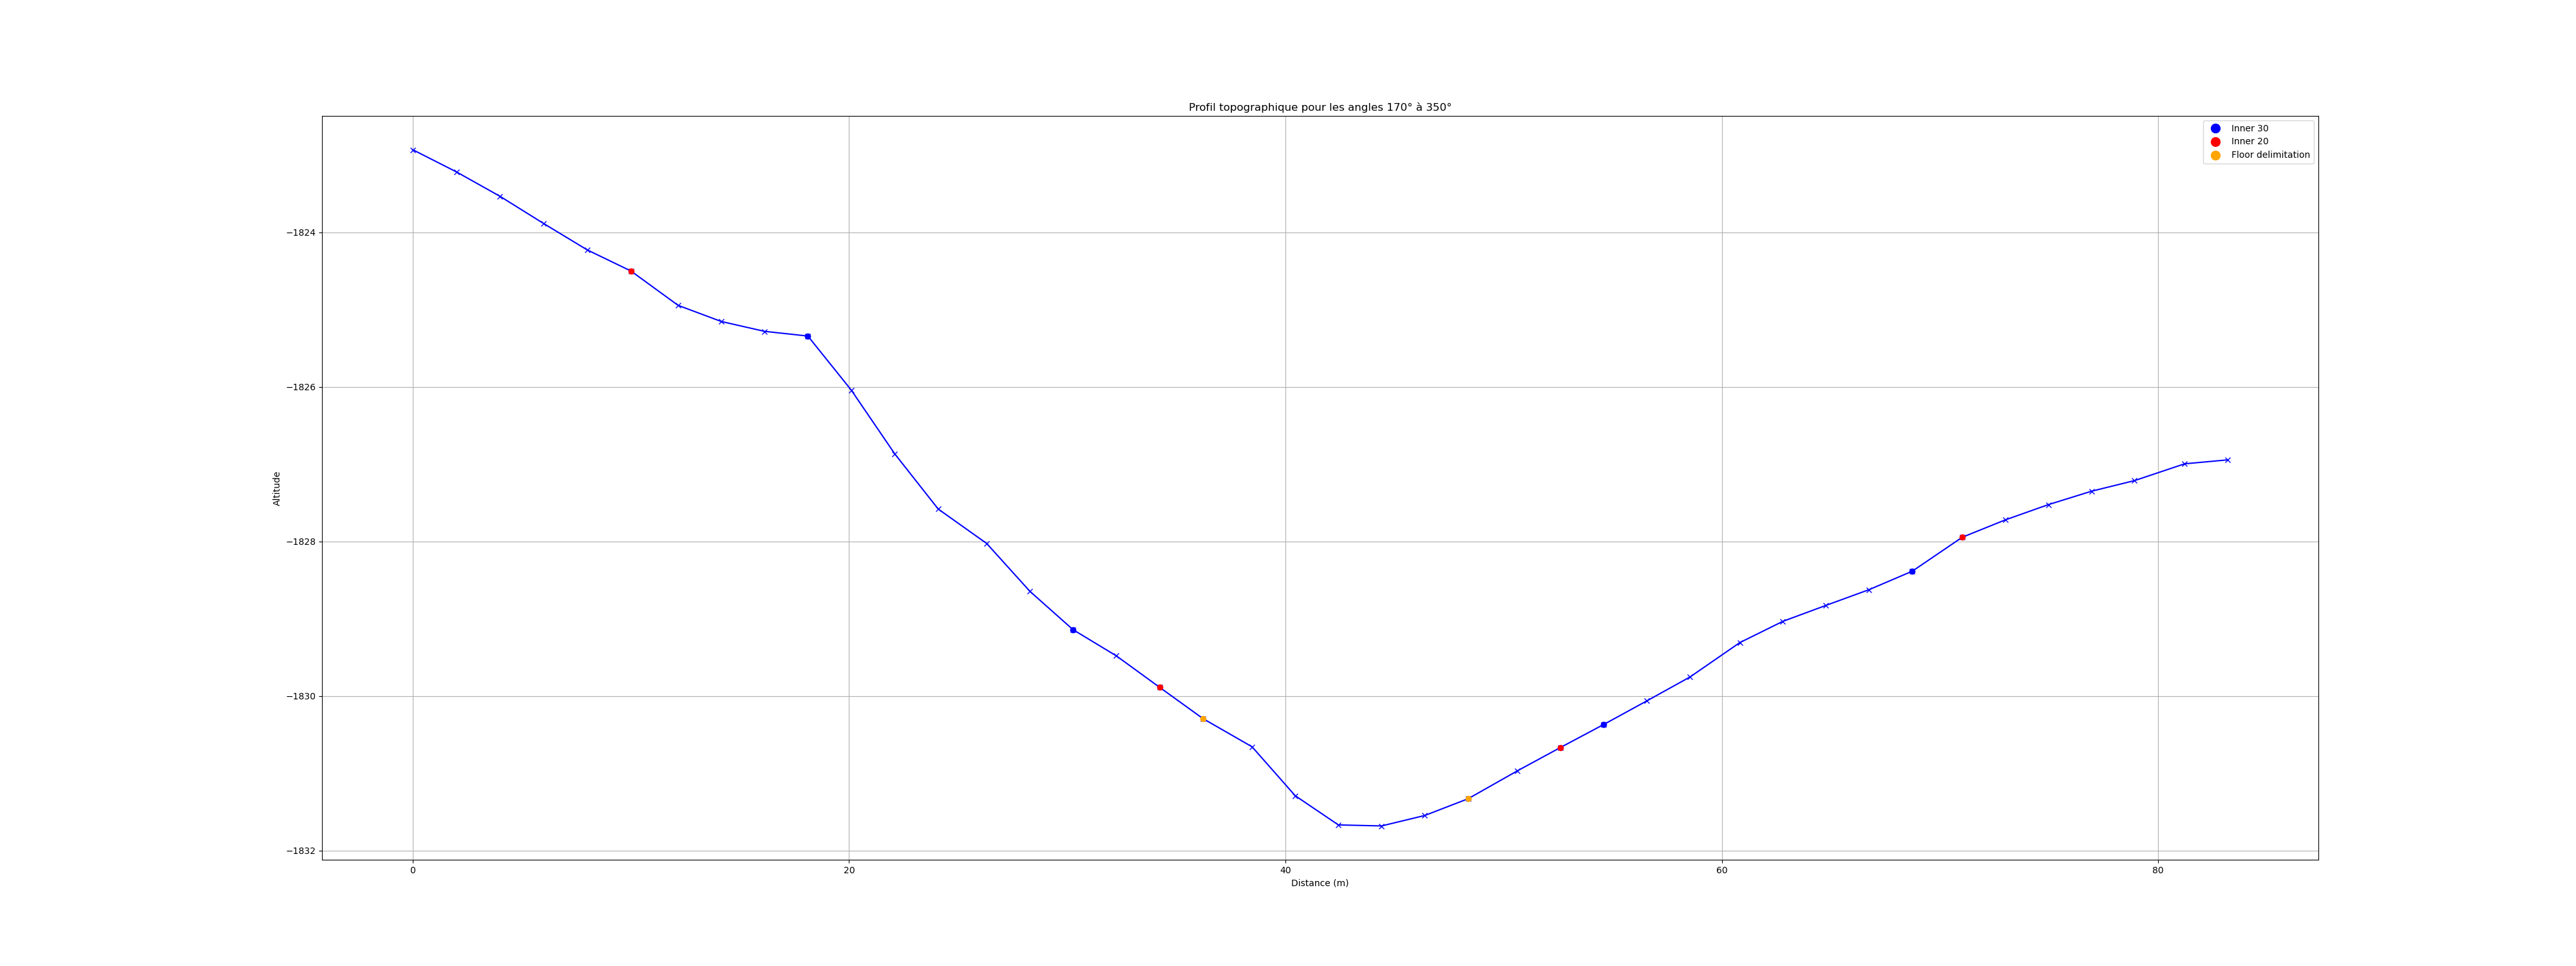 Profil topographique pour les angles 170° à 350°
Inner 30
Inner 20
Floor delimitation
Altitude
−1824
−1826
−1828
−1830
−1832
0 20 40 60 80
Distance (m)